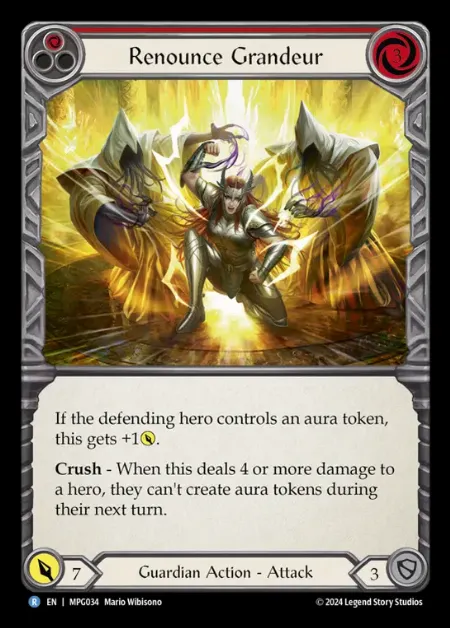 3
Renounce Grandeur
If the defending hero controls an aura token,
this gets +1.
Crush - When this deals 4 or more damage to
a hero, they can't create aura tokens during
their next turn.
7
Guardian Action - Attack
3
R EN | MPG034 Mario Wibisono
© 2024 Legend Story Studios